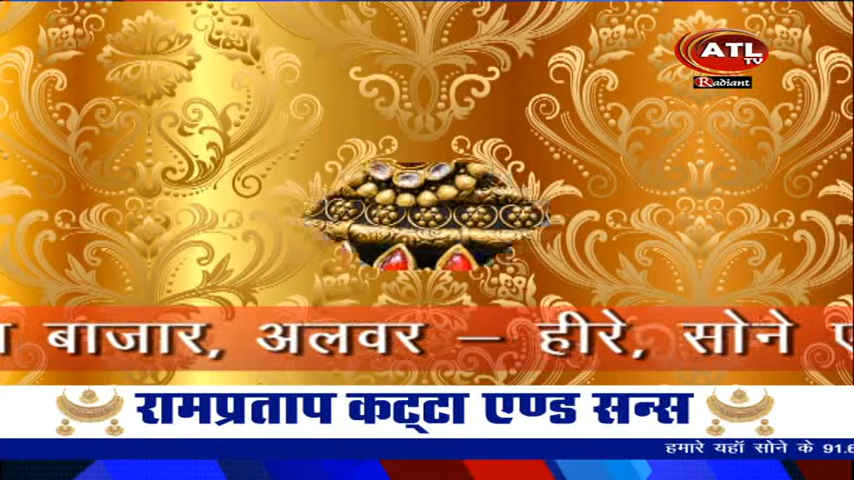 ATL
TV
Radiant
बाजार, अलवर – हीरे, सोने
रामप्रताप कट्टा एण्ड सन्स
हमारे यहाँ सोने के 91.6